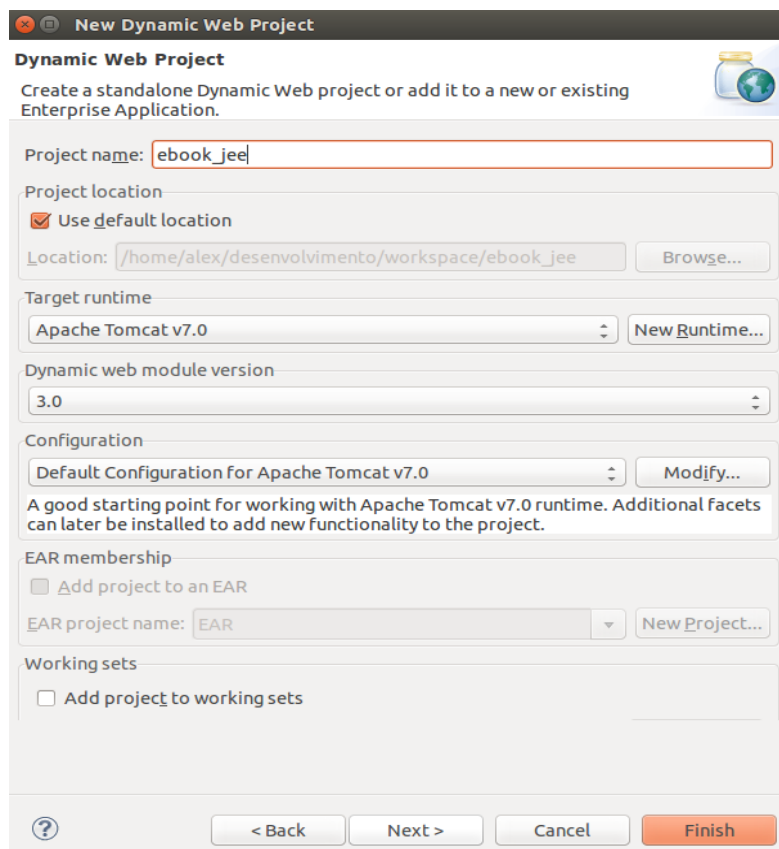 New Dynamic Web Project
Dynamic Web Project
Create a standalone Dynamic Web project or add it to a new or existing
Enterprise Application.
Project name: ebook_jee
Project location
Use default location
Location: /home/alex/desenvolvimento/workspace/ebook_jee Browse...
Target runtime
Apache Tomcat v7.0 New Runtime...
Dynamic web module version
3.0
Configuration
Default Configuration for Apache Tomcat v7.0 Modify...
A good starting point for working with Apache Tomcat v7.0 runtime. Additional facets
can later be installed to add new functionality to the project.
EAR membership
Add project to an EAR
EAR project name: EAR New Project...
Working sets
Add project to working sets
? < Back Next > Cancel Finish